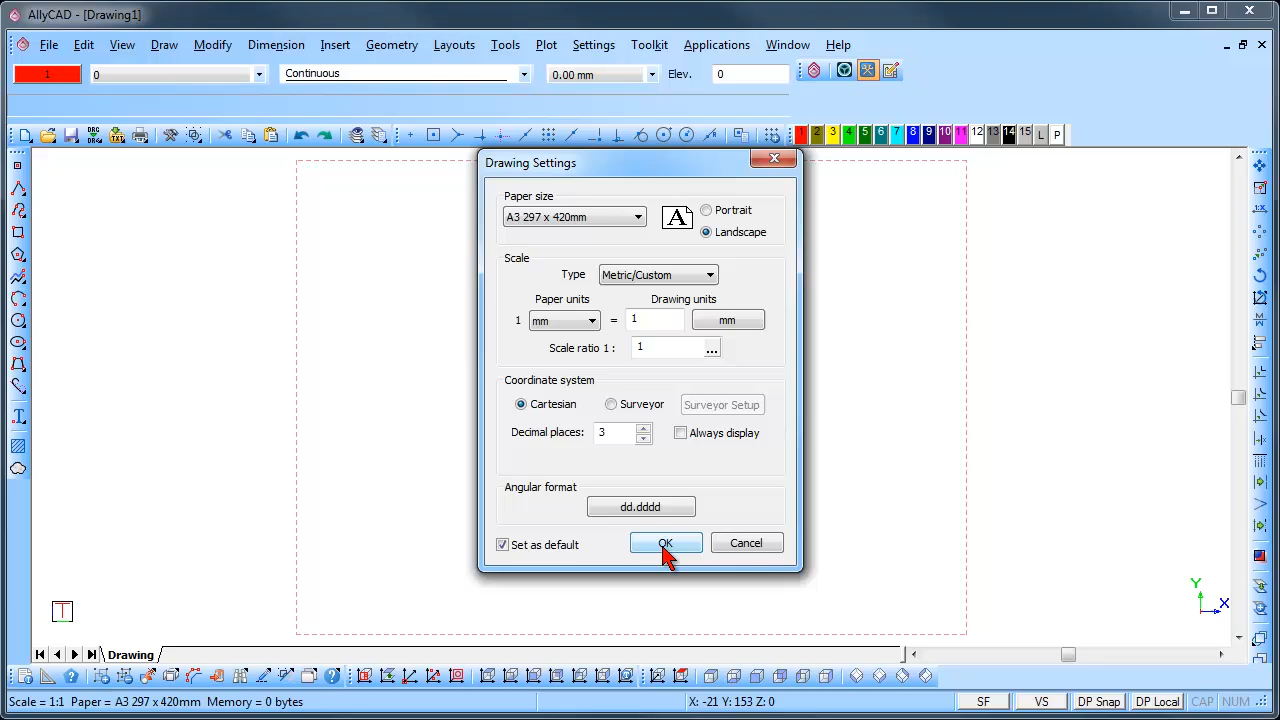 AllyCAD - [Drawing1]
File Edit View Draw Modify Dimension Insert Geometry Layouts Tools Plot Settings Toolkit Applications Window Help
1 0 Continuous 0.00 mm Elev. 0
DRG DRG TXT 1 2 3 4 5 6 7 8 9 10 11 12 13 14 15 L P
Drawing Settings
Paper size
A3 297 x 420mm A Portrait
Landscape
Scale
Type Metric/Custom
Paper units Drawing units
1 mm = 1 mm
Scale ratio 1 : 1 ...
Coordinate system
Cartesian Surveyor Surveyor Setup
Decimal places: 3 Always display
Angular format
dd.dddd
Set as default OK Cancel
Y
X
T
Drawing
Scale = 1:1 Paper = A3 297 x 420mm Memory = 0 bytes X: -21 Y: 153 Z: 0 SF VS DP Snap DP Local CAP NUM